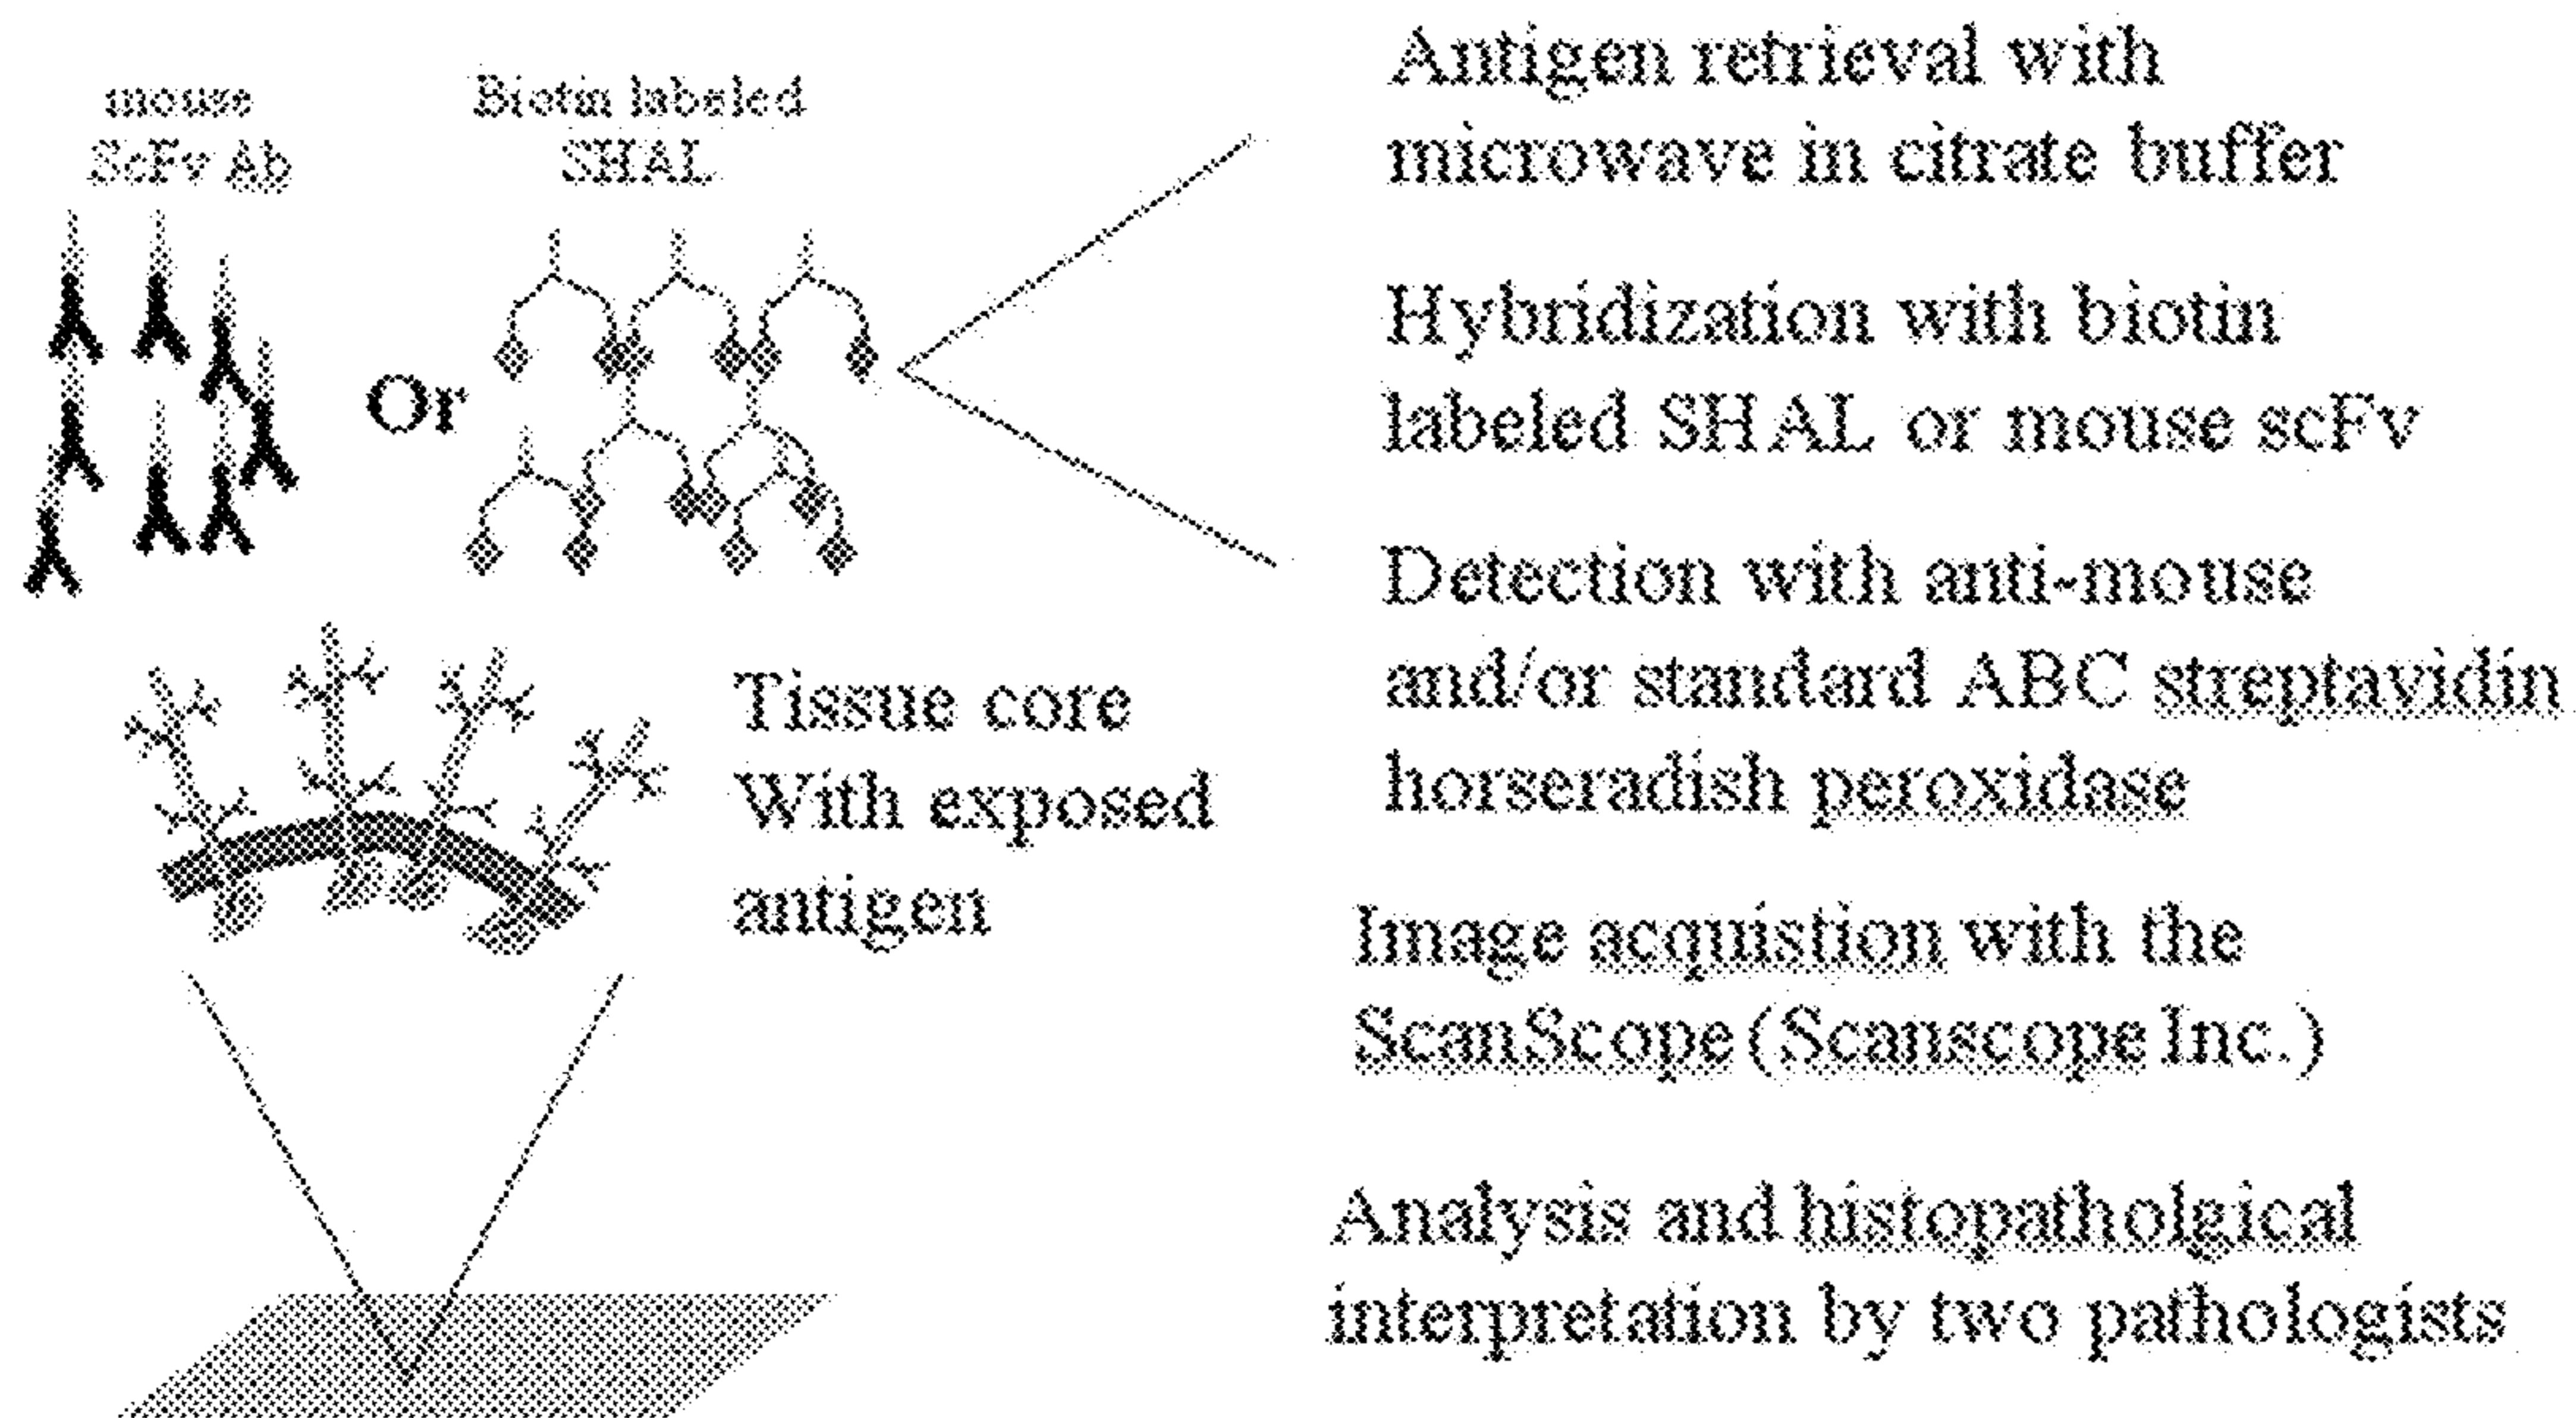 mouse
ScFv Ab
Biotin labeled
SHAL
Or
Tissue core
With exposed
antigen
Antigen retrieval with
microwave in citrate buffer
Hybridization with biotin
labeled SHAL or mouse scFv
Detection with anti-mouse
and/or standard ABC streptavidin
horseradish peroxidase
Image acquistion with the
ScanScope (Scanscope Inc.)
Analysis and histopatholgical
interpretation by two pathologists